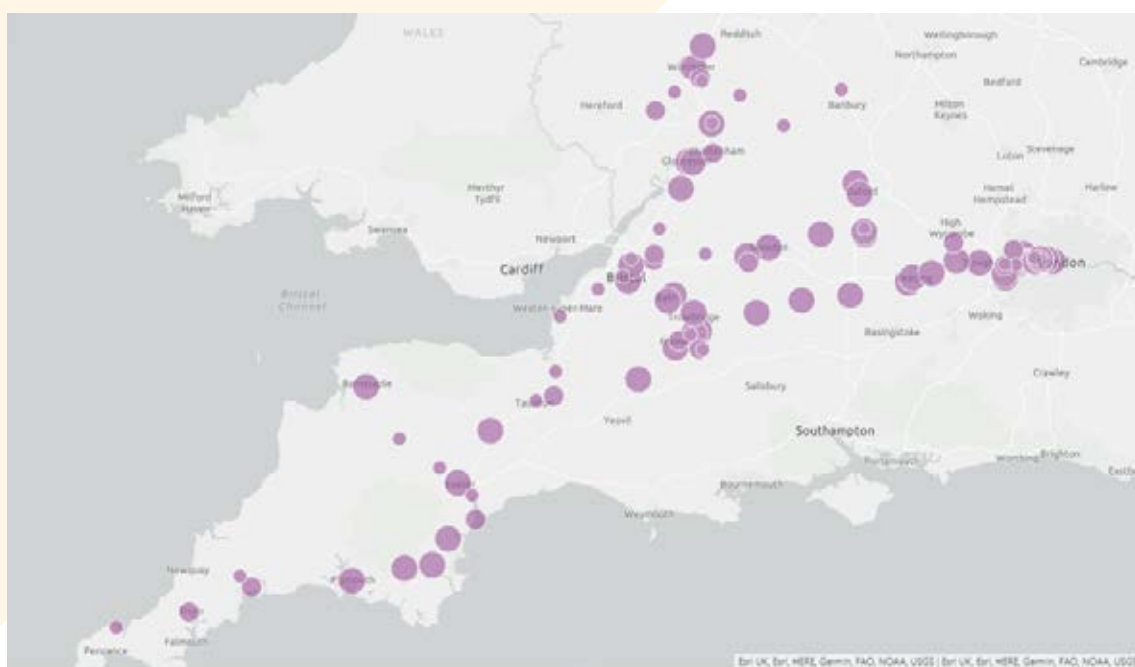 WALES
Redditch
Wellingborough
Northampton
Cambridge
Bedford
Hereford
Banbury
Milton
Keynes
Luton
Stevenage
Merthyr
Tydfil
Milford
Haven
Hemel
Hempstead
Harlow
Swansea
Newport
High
Wycombe
Cardiff
Bristol
London
Bristol
Channel
Weston-super-Mare
Woking
Basingstoke
Crawley
Salisbury
Yeovil
Southampton
Portsmouth
Worthing
Brighton
Bournemouth
Weymouth
Newquay
Plymouth
Falmouth
Penzance
Esri UK, Esri, HERE, Garmin, FAO, NOAA, USGS | Esri UK, Esri, HERE, Garmin, FAO, NOAA, USGS